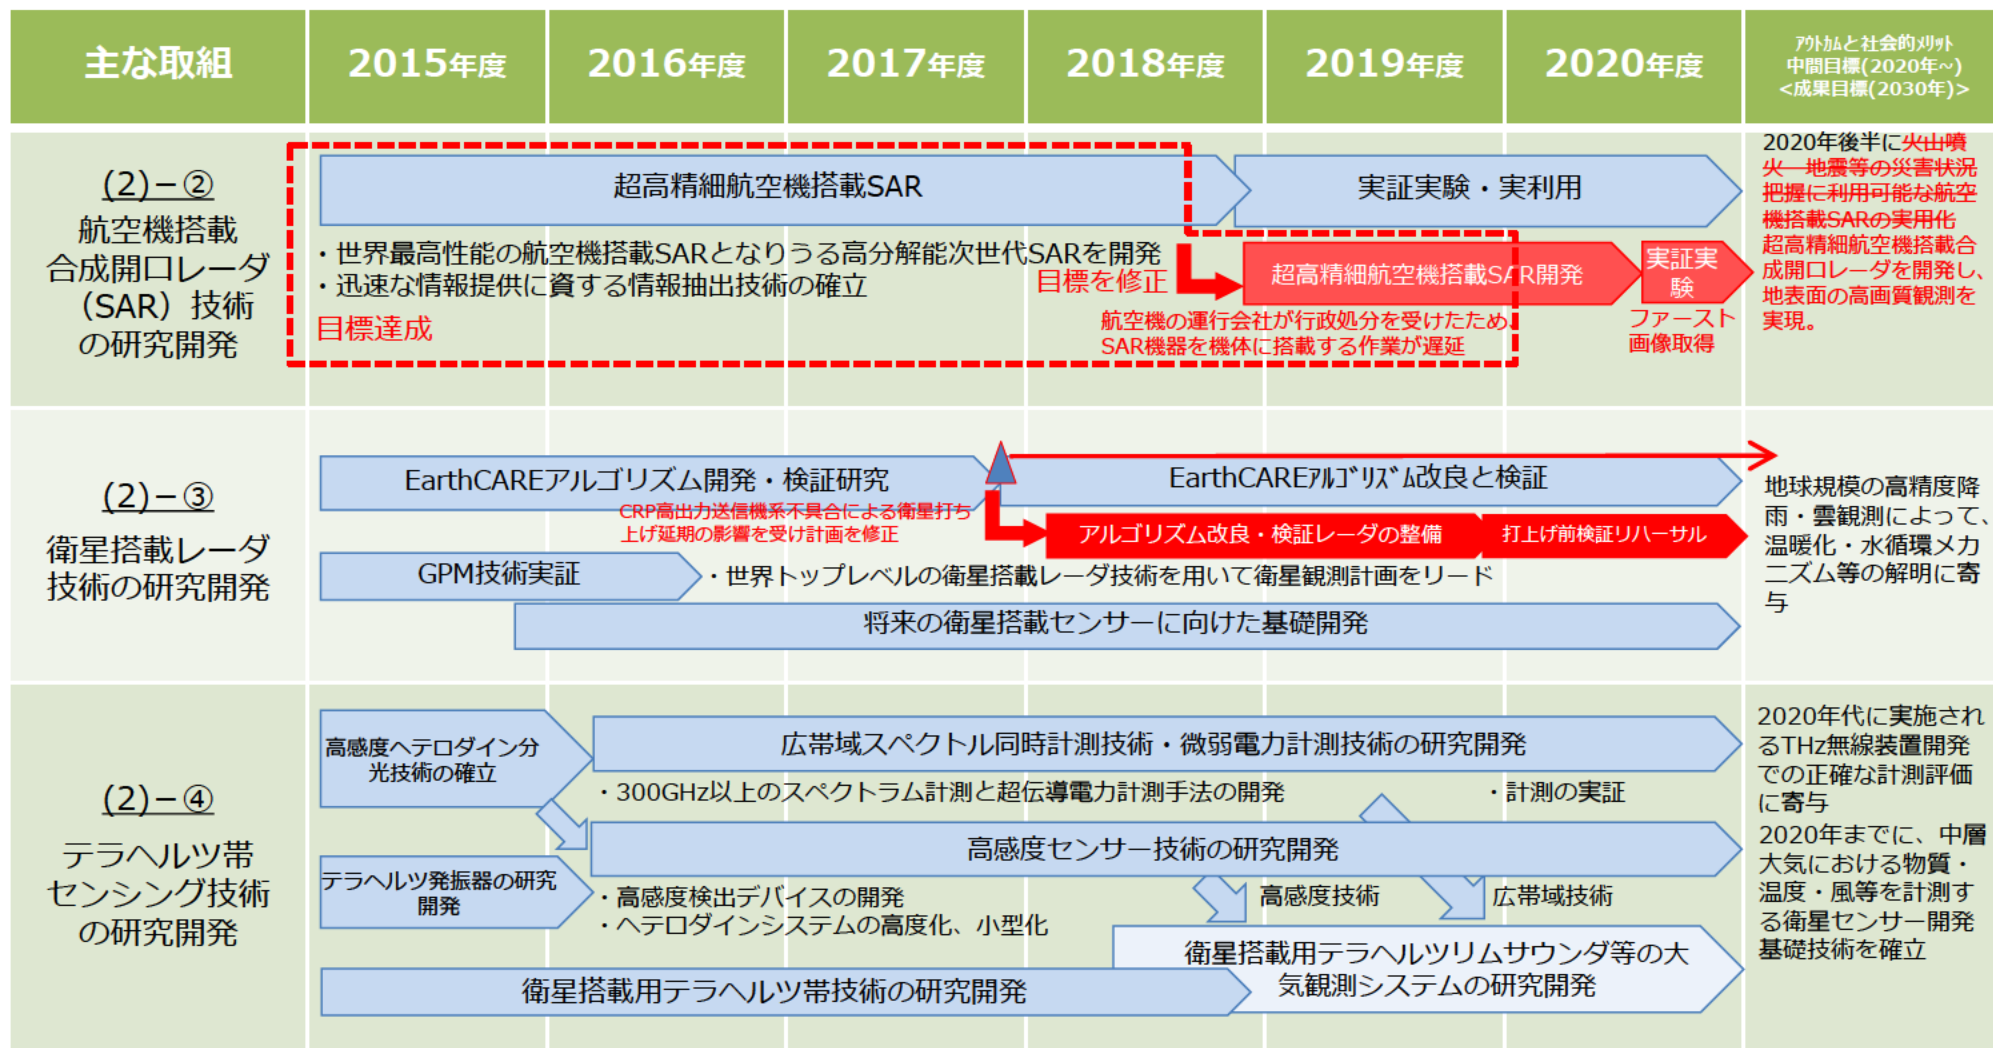 主な取組
2015年度
2016年度
2017年度
2018年度
2019年度
2020年度
ｱｳﾄｶﾑと社会的ﾒﾘｯﾄ
中間目標(2020年~)
<成果目標(2030年)>
(2)－②
航空機搭載
合成開口レーダ
（SAR）技術
の研究開発
超高精細航空機搭載SAR
実証実験・実利用
・世界最高性能の航空機搭載SARとなりうる高分解能次世代SARを開発
・迅速な情報提供に資する情報抽出技術の確立
目標達成
目標を修正
超高精細航空機搭載SAR開発
実証実
験
航空機の運行会社が行政処分を受けたため、
SAR機器を機体に搭載する作業が遅延
ファースト
画像取得
2020年後半に火山噴
火・地震等の災害状況
把握に利用可能な航空
機搭載SARの実用化
超高精細航空機搭載合
成開口レーダを開発し、
地表面の高画質観測を
実現。
(2)－③
衛星搭載レーダ
技術の研究開発
EarthCAREアルゴリズム開発・検証研究
EarthCAREｱﾙｺﾞﾘｽﾞﾑ改良と検証
CRP高出力送信機系不具合による衛星打ち
上げ延期の影響を受け計画を修正
アルゴリズム改良・検証レーダの整備
打上げ前検証リハーサル
GPM技術実証
・世界トップレベルの衛星搭載レーダ技術を用いて衛星観測計画をリード
将来の衛星搭載センサーに向けた基礎開発
地球規模の高精度降
雨・雲観測によって、
温暖化・水循環メカ
ニズム等の解明に寄
与
(2)－④
テラヘルツ帯
センシング技術
の研究開発
高感度ヘテロダイン分
光技術の確立
広帯域スペクトル同時計測技術・微弱電力計測技術の研究開発
・300GHz以上のスペクトラム計測と超伝導電力計測手法の開発
・計測の実証
高感度センサー技術の研究開発
テラヘルツ発振器の研究
開発
・高感度検出デバイスの開発
・ヘテロダインシステムの高度化、小型化
高感度技術
広帯域技術
衛星搭載用テラヘルツリムサウンダ等の大
気観測システムの研究開発
衛星搭載用テラヘルツ帯技術の研究開発
2020年代に実施され
るTHz無線装置開発
での正確な計測評価
に寄与
2020年までに、中層
大気における物質・
温度・風等を計測す
る衛星センサー開発
基礎技術を確立